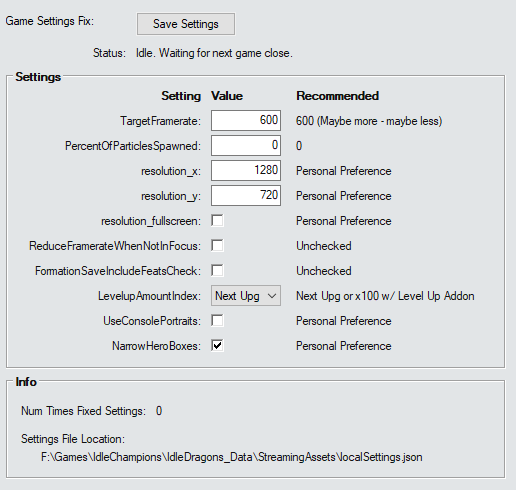 Game Settings Fix: Save Settings
Status: Idle. Waiting for next game close.
Settings
Setting Value Recommended
TargetFramerate: 600 600 (Maybe more - maybe less)
PercentOfParticlesSpawned: 0 0
resolution_x: 1280 Personal Preference
resolution_y: 720 Personal Preference
resolution_fullscreen: Personal Preference
ReduceFramerateWhenNotInFocus: Unchecked
FormationSaveIncludeFeatsCheck: Unchecked
LevelupAmountIndex: Next Upg Next Upg or x100 w/ Level Up Addon
UseConsolePortraits: Personal Preference
NarrowHeroBoxes: Personal Preference
Info
Num Times Fixed Settings: 0
Settings File Location:
F:\Games\IdleChampions\IdleDragons_Data\StreamingAssets\localSettings.json